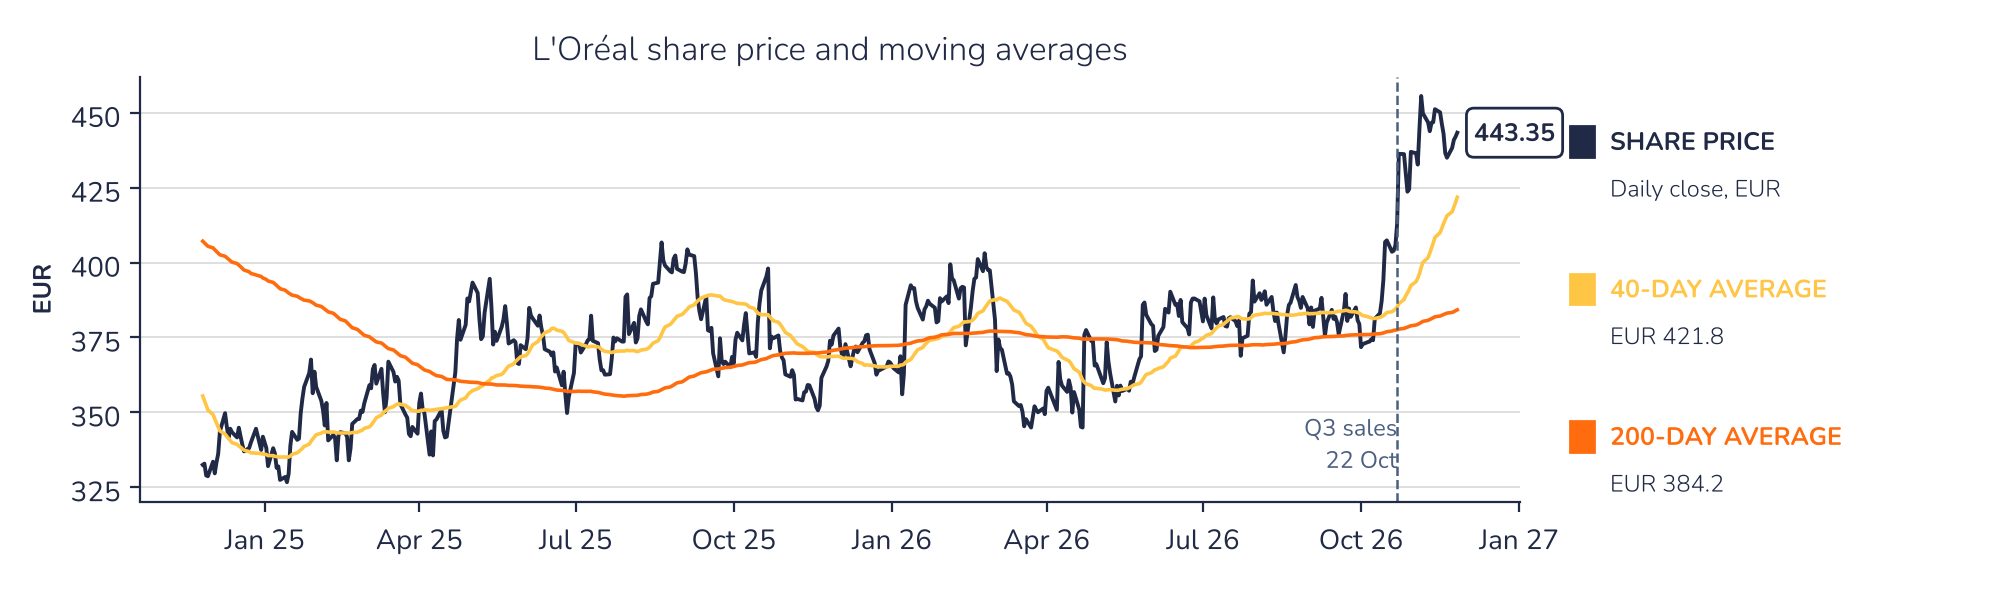 L'Oréal share price and moving averages
EUR
450
425
400
375
350
325
443.35
Q3 sales
22 Oct
Jan 25
Apr 25
Jul 25
Oct 25
Jan 26
Apr 26
Jul 26
Oct 26
Jan 27
SHARE PRICE
Daily close, EUR
40-DAY AVERAGE
EUR 421.8
200-DAY AVERAGE
EUR 384.2